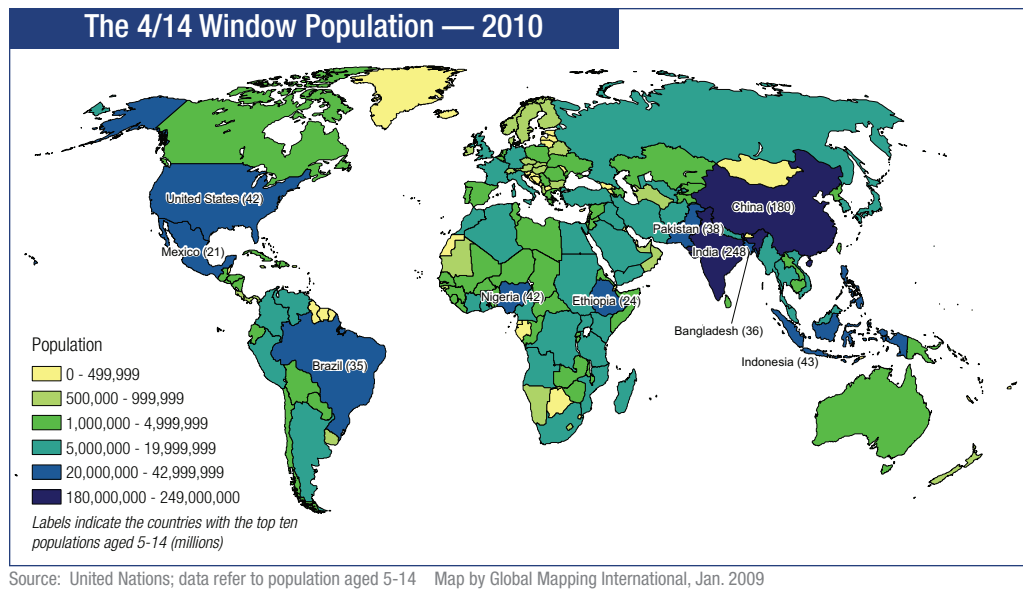 The 4/14 Window Population — 2010
United States (42)
China (180)
Pakistan (38)
Mexico (21)
India (248)
Nigeria (42)
Ethiopia (24)
Bangladesh (36)
Indonesia (43)
Brazil (35)
Population
0 - 499,999
500,000 - 999,999
1,000,000 - 4,999,999
5,000,000 - 19,999,999
20,000,000 - 42,999,999
180,000,000 - 249,000,000
Labels indicate the countries with the top ten
populations aged 5-14 (millions)
Source: United Nations; data refer to population aged 5-14 Map by Global Mapping International, Jan. 2009